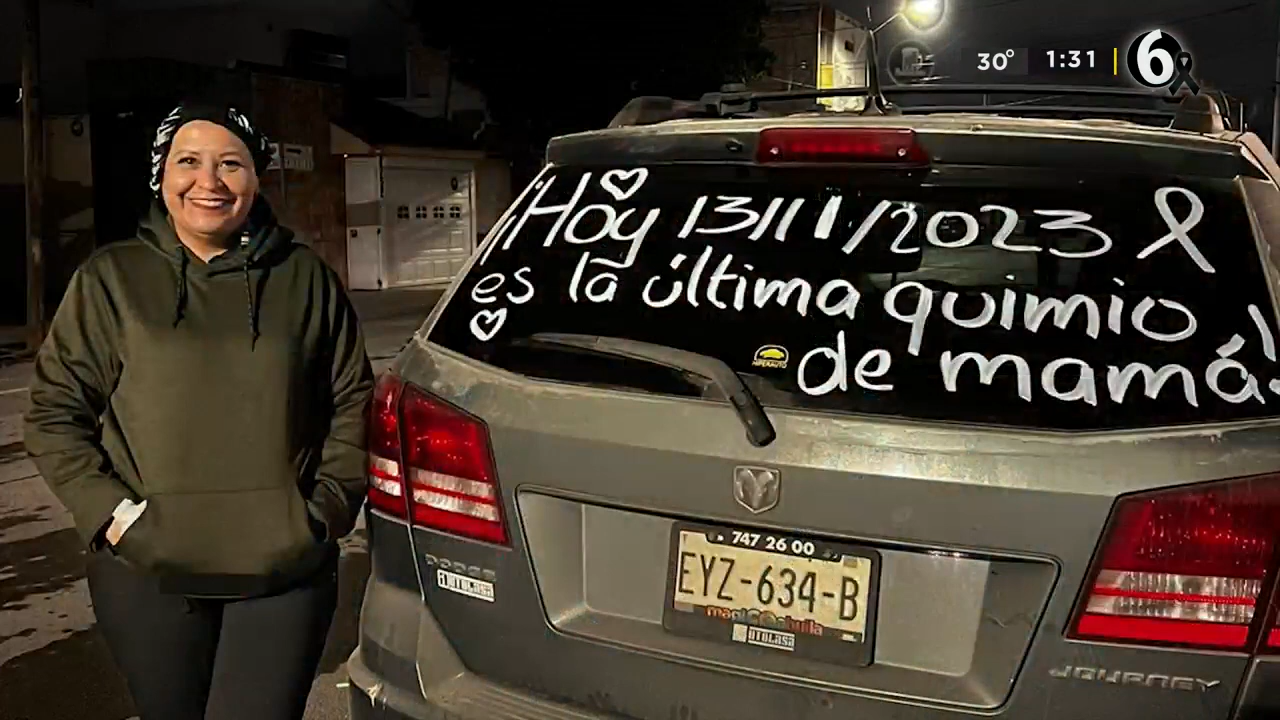 30° 1:31 6
¡Hoy 13/11/2023
es la última quimio
de mamá!
HIPERAUTO
747 26 00
EYZ-634-B
DODGE
JOURNEY